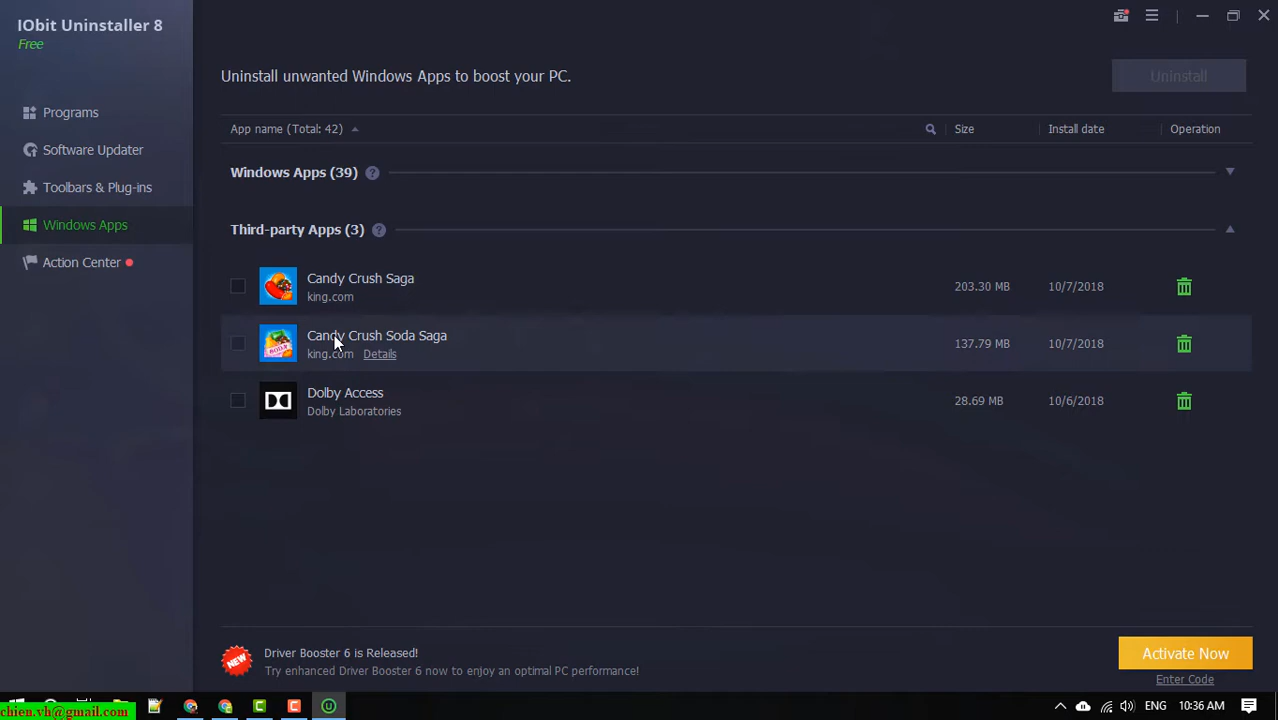 IObit Uninstaller 8
Free
Programs
Software Updater
Toolbars & Plug-ins
Windows Apps
Action Center
Uninstall unwanted Windows Apps to boost your PC.
Uninstall
App name (Total: 42)
Size
Install date
Operation
Windows Apps (39) ?
Third-party Apps (3) ?
Candy Crush Saga
king.com
203.30 MB
10/7/2018
Candy Crush Soda Saga
king.com Details
137.79 MB
10/7/2018
Dolby Access
Dolby Laboratories
28.69 MB
10/6/2018
NEW
Driver Booster 6 is Released!
Try enhanced Driver Booster 6 now to enjoy an optimal PC performance!
Activate Now
Enter Code
chien.vh@gmail.com
ENG
10:36 AM